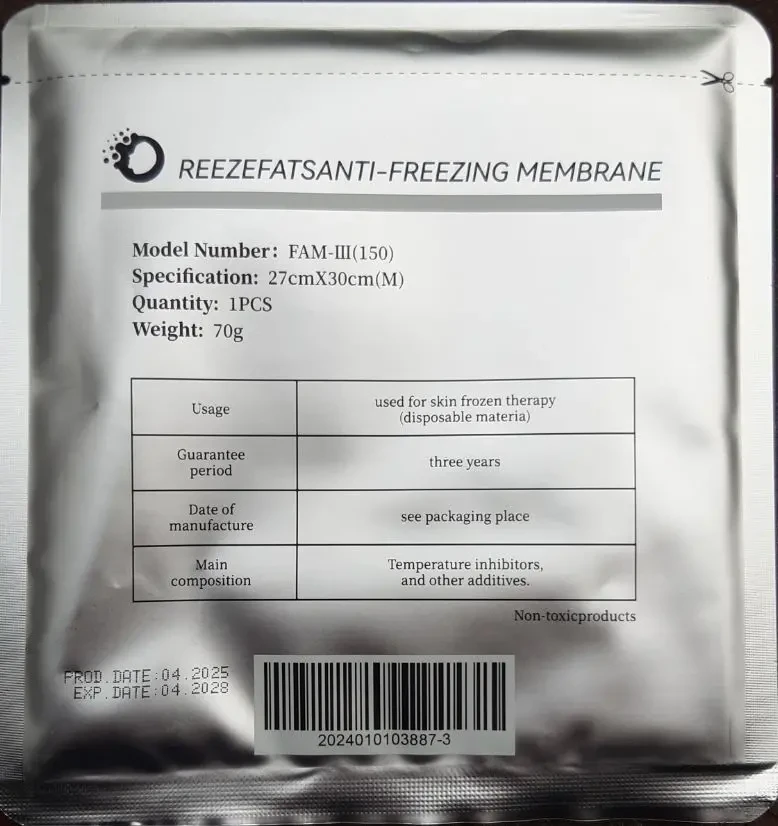 REEZEFATSANTI-FREEZING MEMBRANE
Model Number: FAM-III(150)
Specification: 27cmX30cm(M)
Quantity: 1PCS
Weight: 70g
Usage
used for skin frozen therapy
(disposable materia)
Guarantee
period
three years
Date of
manufacture
see packaging place
Main
composition
Temperature inhibitors,
and other additives.
Non-toxicproducts
PROD.DATE:04.2025
EXP.DATE:04.2028
2024010103887-3